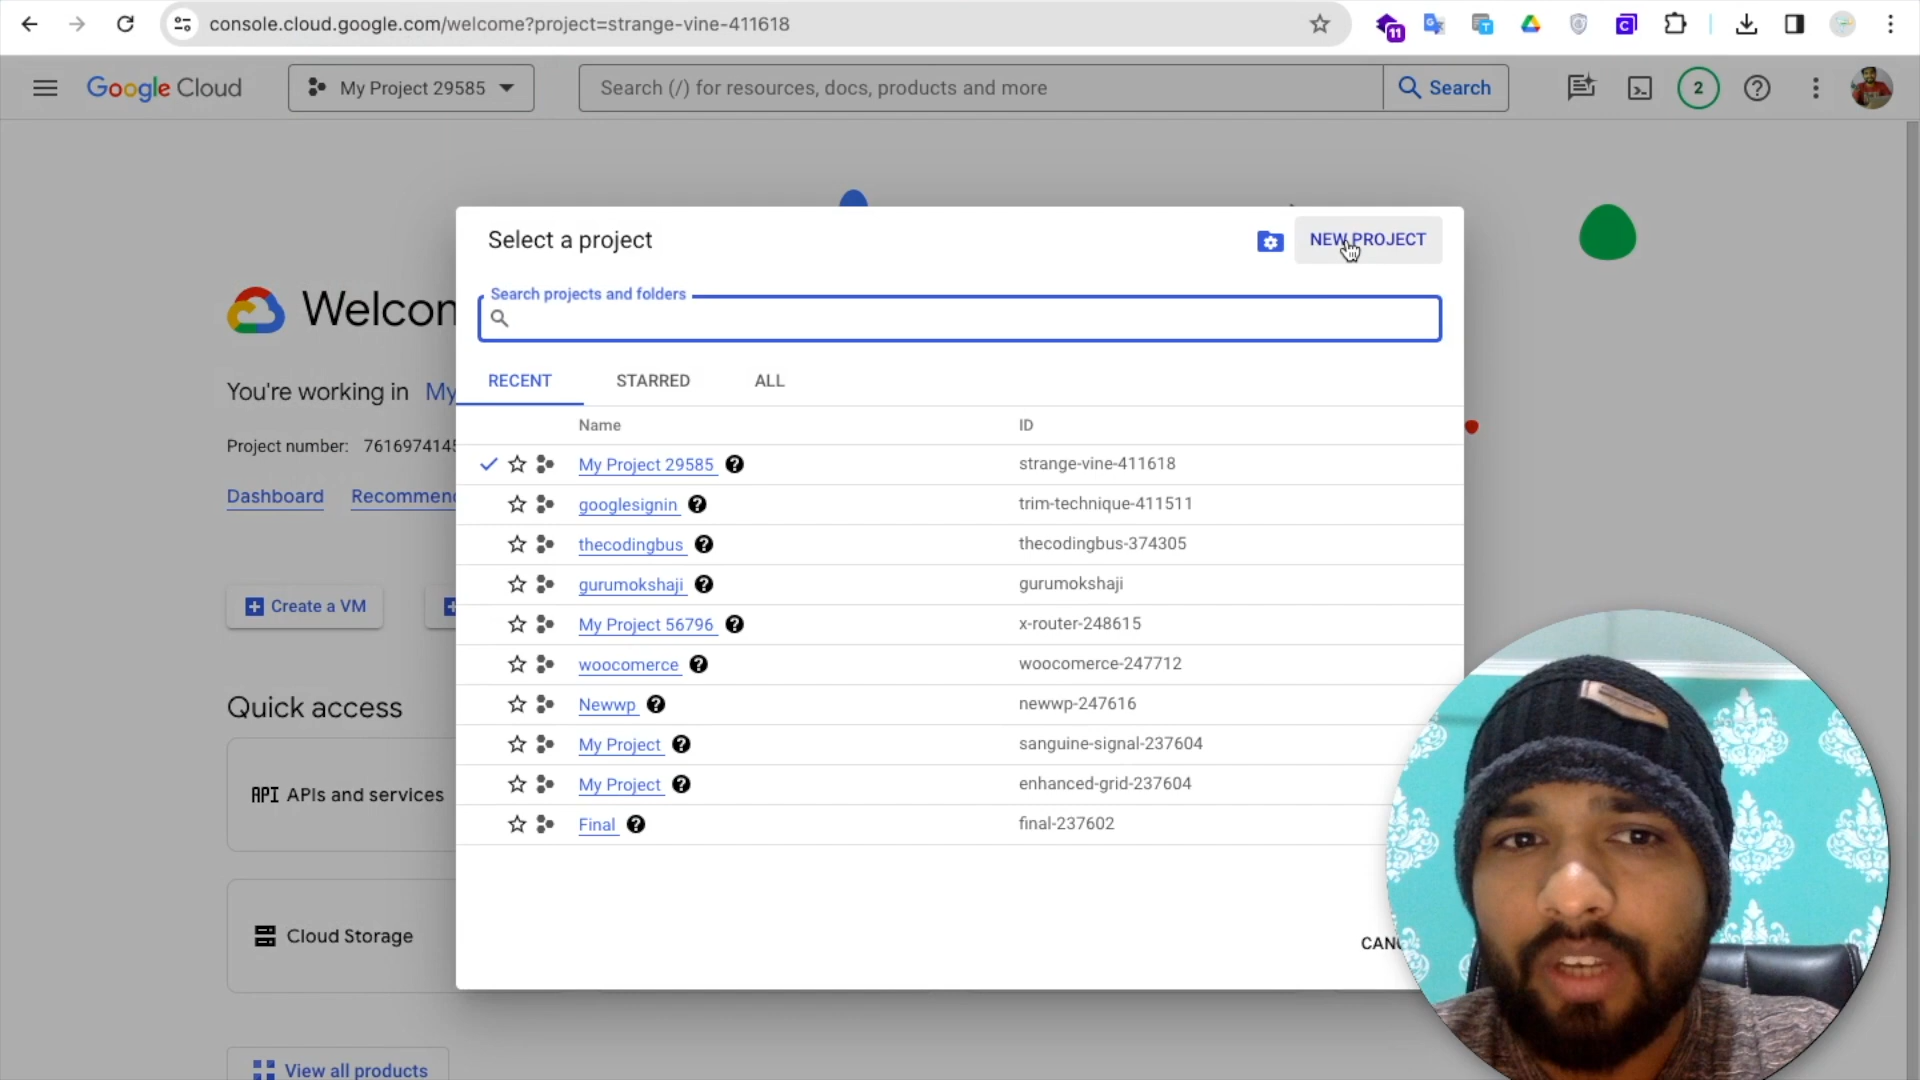 console.cloud.google.com/welcome?project=strange-vine-411618
11
Google Cloud
My Project 29585
Search (/) for resources, docs, products and more
Search
2
Select a project
NEW PROJECT
Search projects and folders
RECENT STARRED ALL
Name ID
My Project 29585 strange-vine-411618
googlesignin trim-technique-411511
thecodingbus thecodingbus-374305
gurumokshaji gurumokshaji
My Project 56796 x-router-248615
woocomerce woocomerce-247712
Newwp newwp-247616
My Project sanguine-signal-237604
My Project enhanced-grid-237604
Final final-237602
CANC
Welcon
You're working in My
Project number: 7616974145
Dashboard Recommend
Create a VM
Quick access
API APIs and services
Cloud Storage
View all products